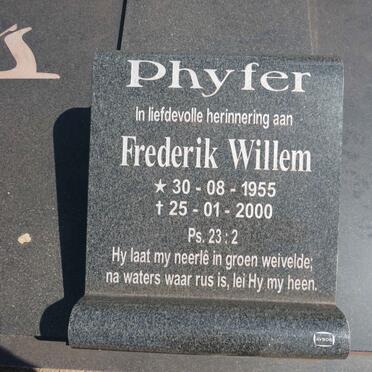 Phyfer
In liefdevolle herinnering aan
Frederik Willem
★ 30 - 08 - 1955
† 25 - 01 - 2000
Ps. 23 : 2
Hy laat my neerlê in groen weivelde;
na waters waar rus is, lei Hy my heen.